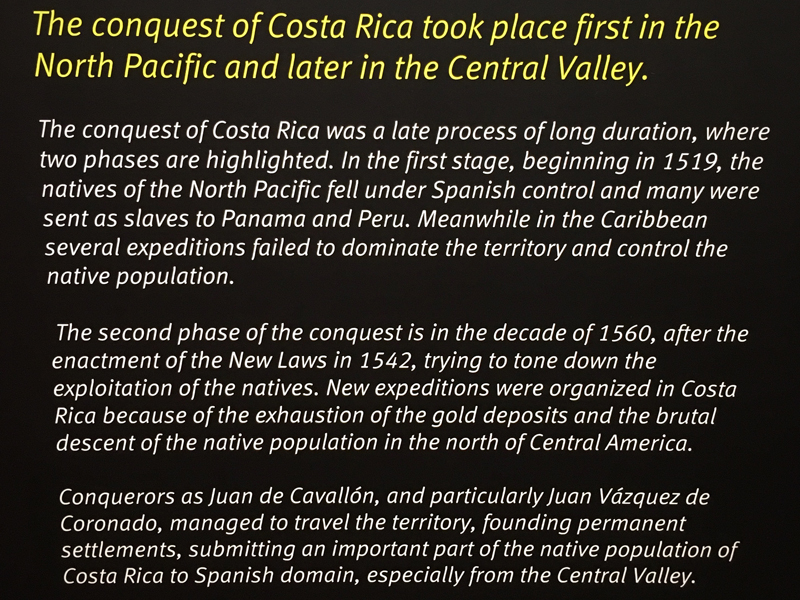 The conquest of Costa Rica took place first in the
North Pacific and later in the Central Valley.
The conquest of Costa Rica was a late process of long duration, where
two phases are highlighted. In the first stage, beginning in 1519, the
natives of the North Pacific fell under Spanish control and many were
sent as slaves to Panama and Peru. Meanwhile in the Caribbean
several expeditions failed to dominate the territory and control the
native population.
The second phase of the conquest is in the decade of 1560, after the
enactment of the New Laws in 1542, trying to tone down the
exploitation of the natives. New expeditions were organized in Costa
Rica because of the exhaustion of the gold deposits and the brutal
descent of the native population in the north of Central America.
Conquerors as Juan de Cavallón, and particularly Juan Vázquez de
Coronado, managed to travel the territory, founding permanent
settlements, submitting an important part of the native population of
Costa Rica to Spanish domain, especially from the Central Valley.